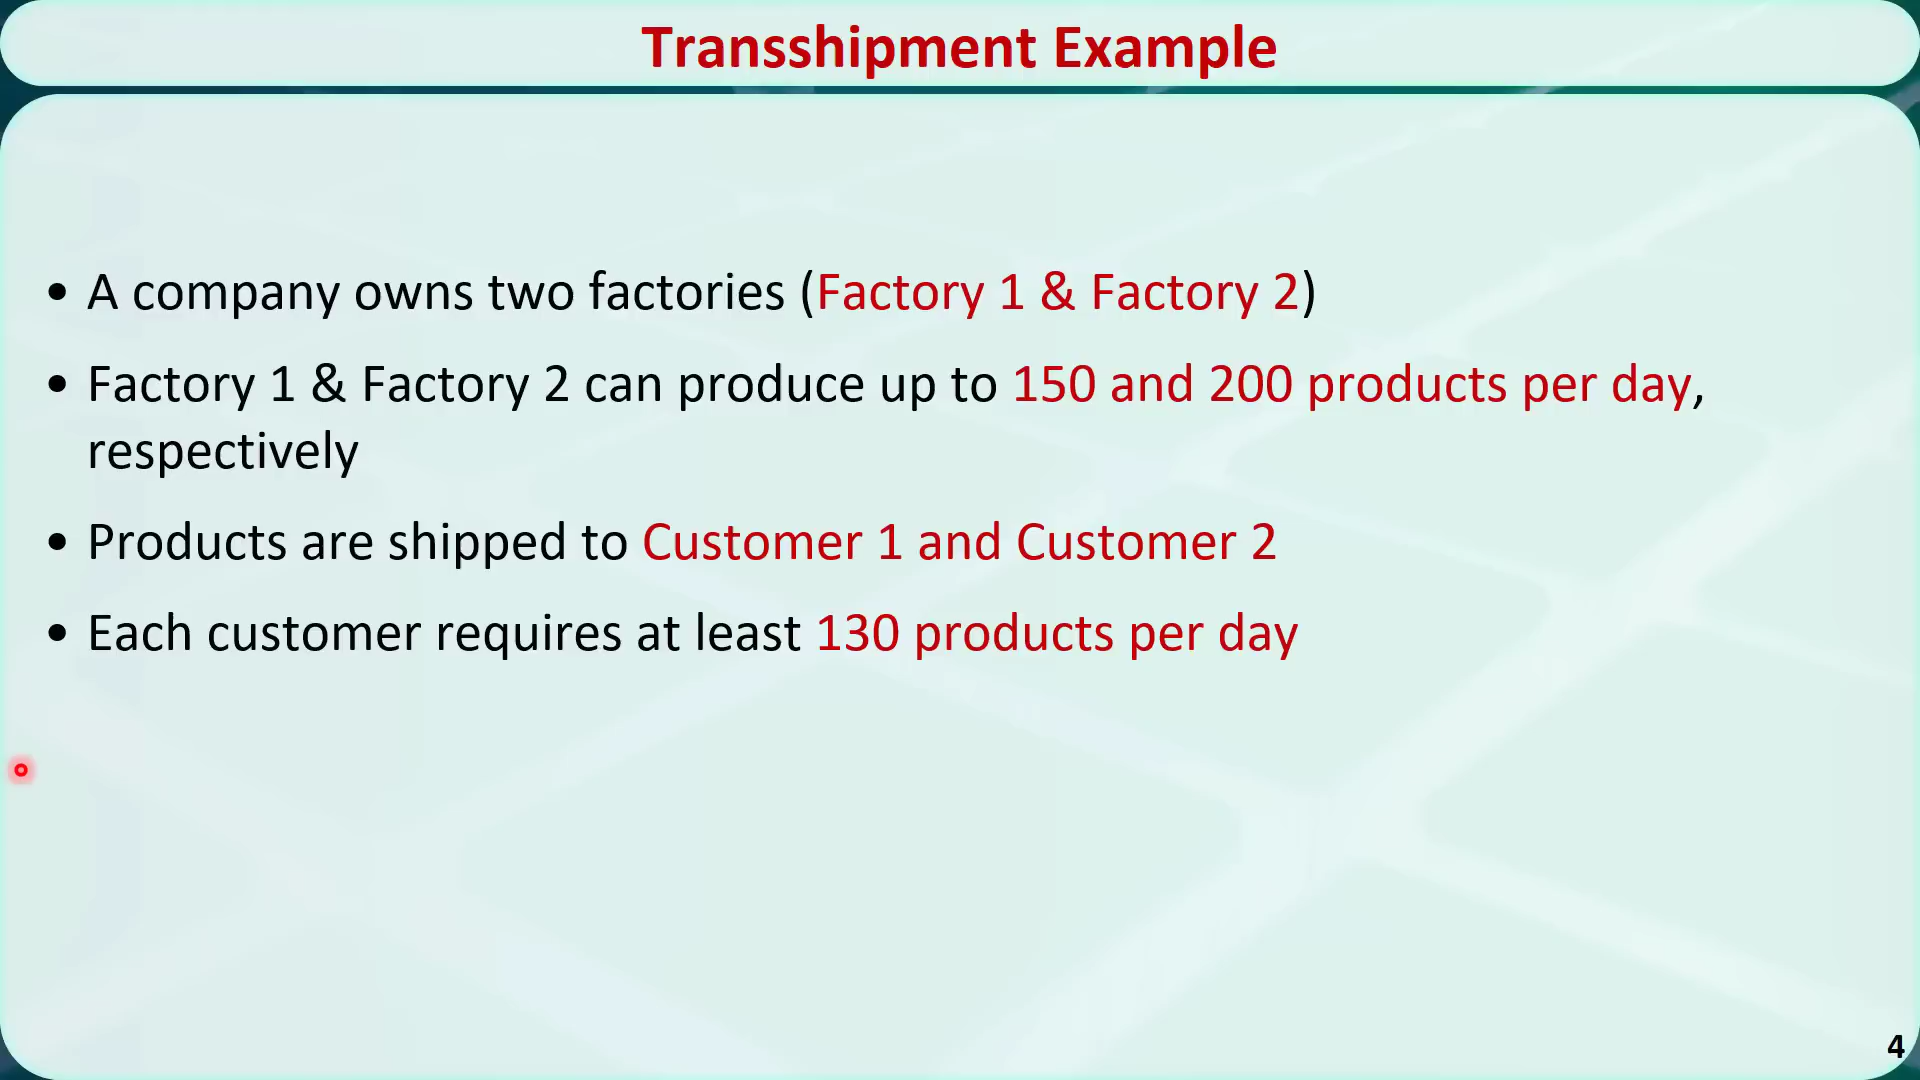 Transshipment Example
• A company owns two factories (Factory 1 & Factory 2)
• Factory 1 & Factory 2 can produce up to 150 and 200 products per day,
respectively
• Products are shipped to Customer 1 and Customer 2
• Each customer requires at least 130 products per day
4